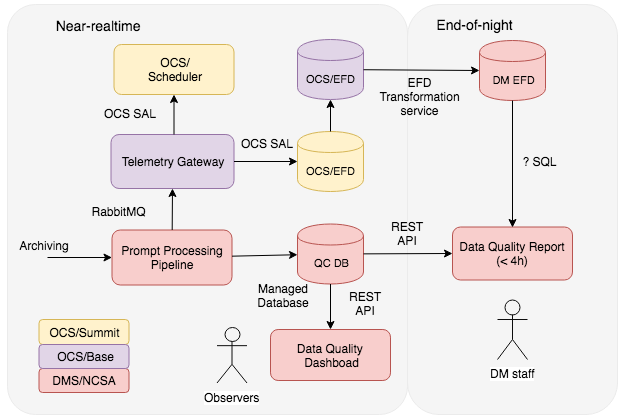 Near-realtime
End-of-night
OCS/
Scheduler
OCS/EFD
EFD
Transformation
service
DM EFD
OCS SAL
Telemetry Gateway
OCS SAL
OCS/EFD
? SQL
RabbitMQ
Archiving
Prompt Processing
Pipeline
QC DB
REST
API
Data Quality Report
(< 4h)
Managed
Database
REST
API
OCS/Summit
OCS/Base
DMS/NCSA
Observers
Data Quality
Dashboad
DM staff